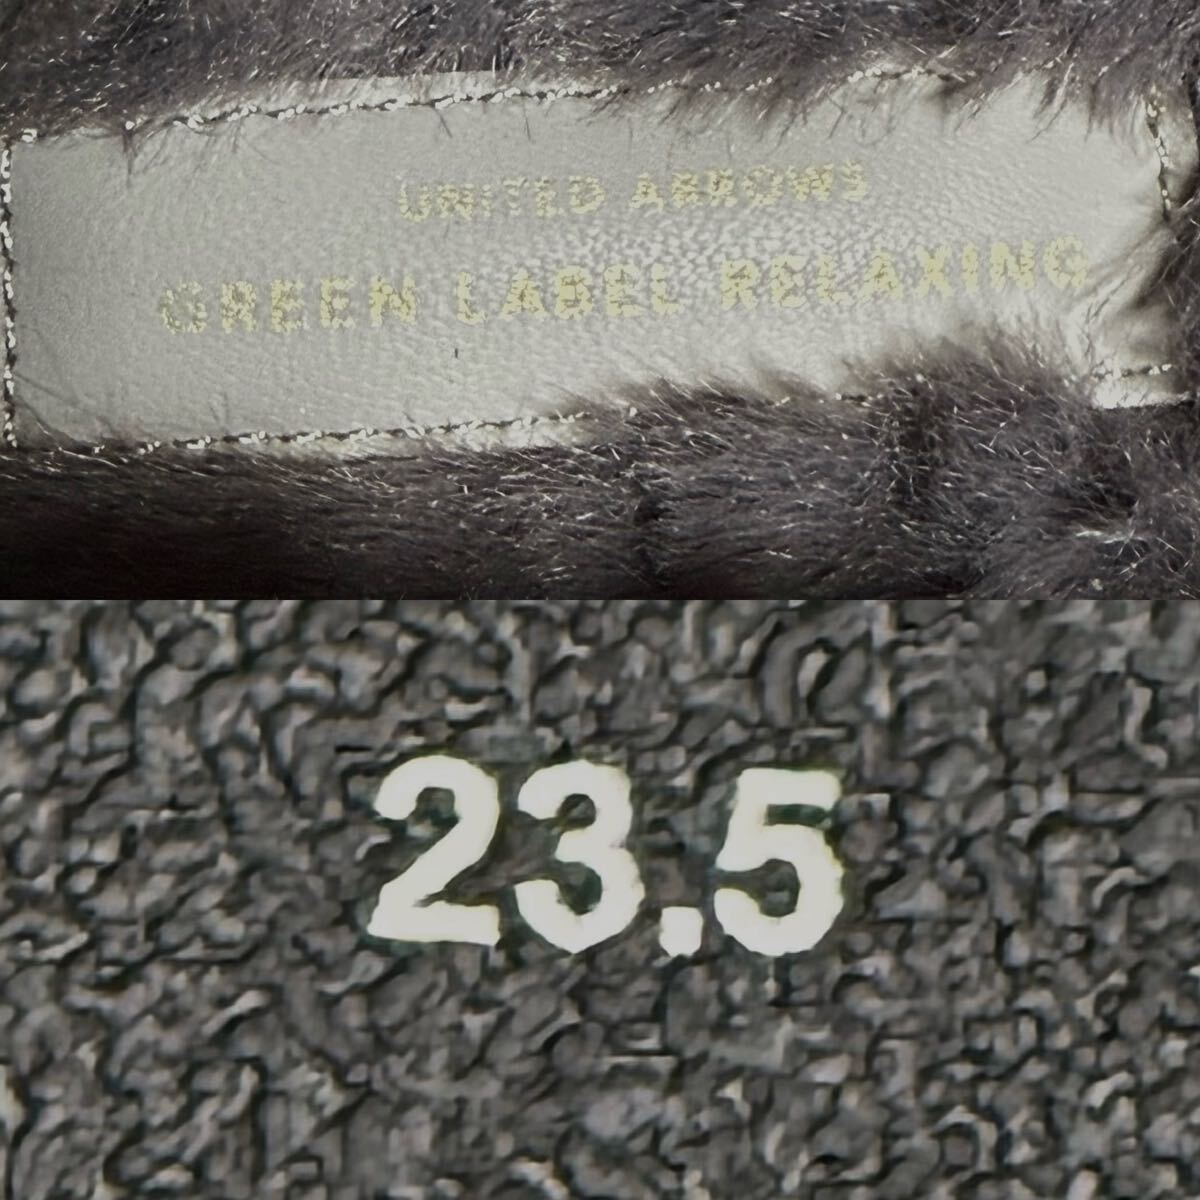 UNITED ARROWS
GREEN LABEL RELAXING
23.5